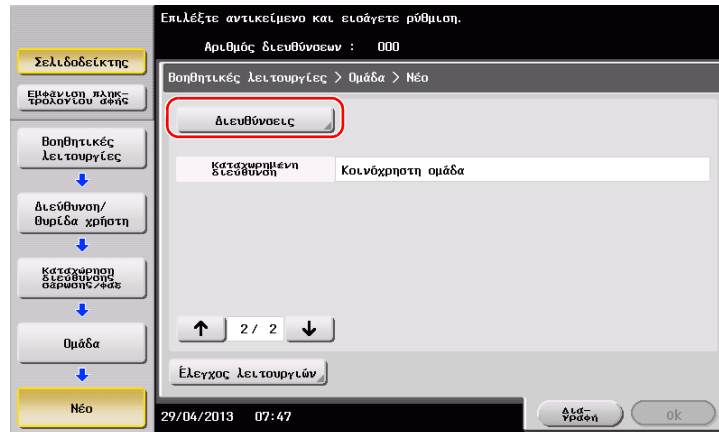 Επιλέξτε αντικείμενο και εισάγετε ρύθμιση.
Αριθμός διευθύνσεων : 000
Σελιδοδείκτης
Εμφάνιση πληκ-
τρολογίου αφής
Βοηθητικές
λειτουργίες
Διεύθυνση/
θυρίδα χρήστη
Καταχώρηση
διεύθυνσης
σάρωσης/φαξ
Ομάδα
Νέο
Βοηθητικές λειτουργίες > Ομάδα > Νέο
Διευθύνσεις
Καταχωρημένη
διεύθυνση
Κοινόχρηστη ομάδα
2/ 2
Έλεγχος λειτουργιών
29/04/2013 07:47
Δια-
γραφή
ok